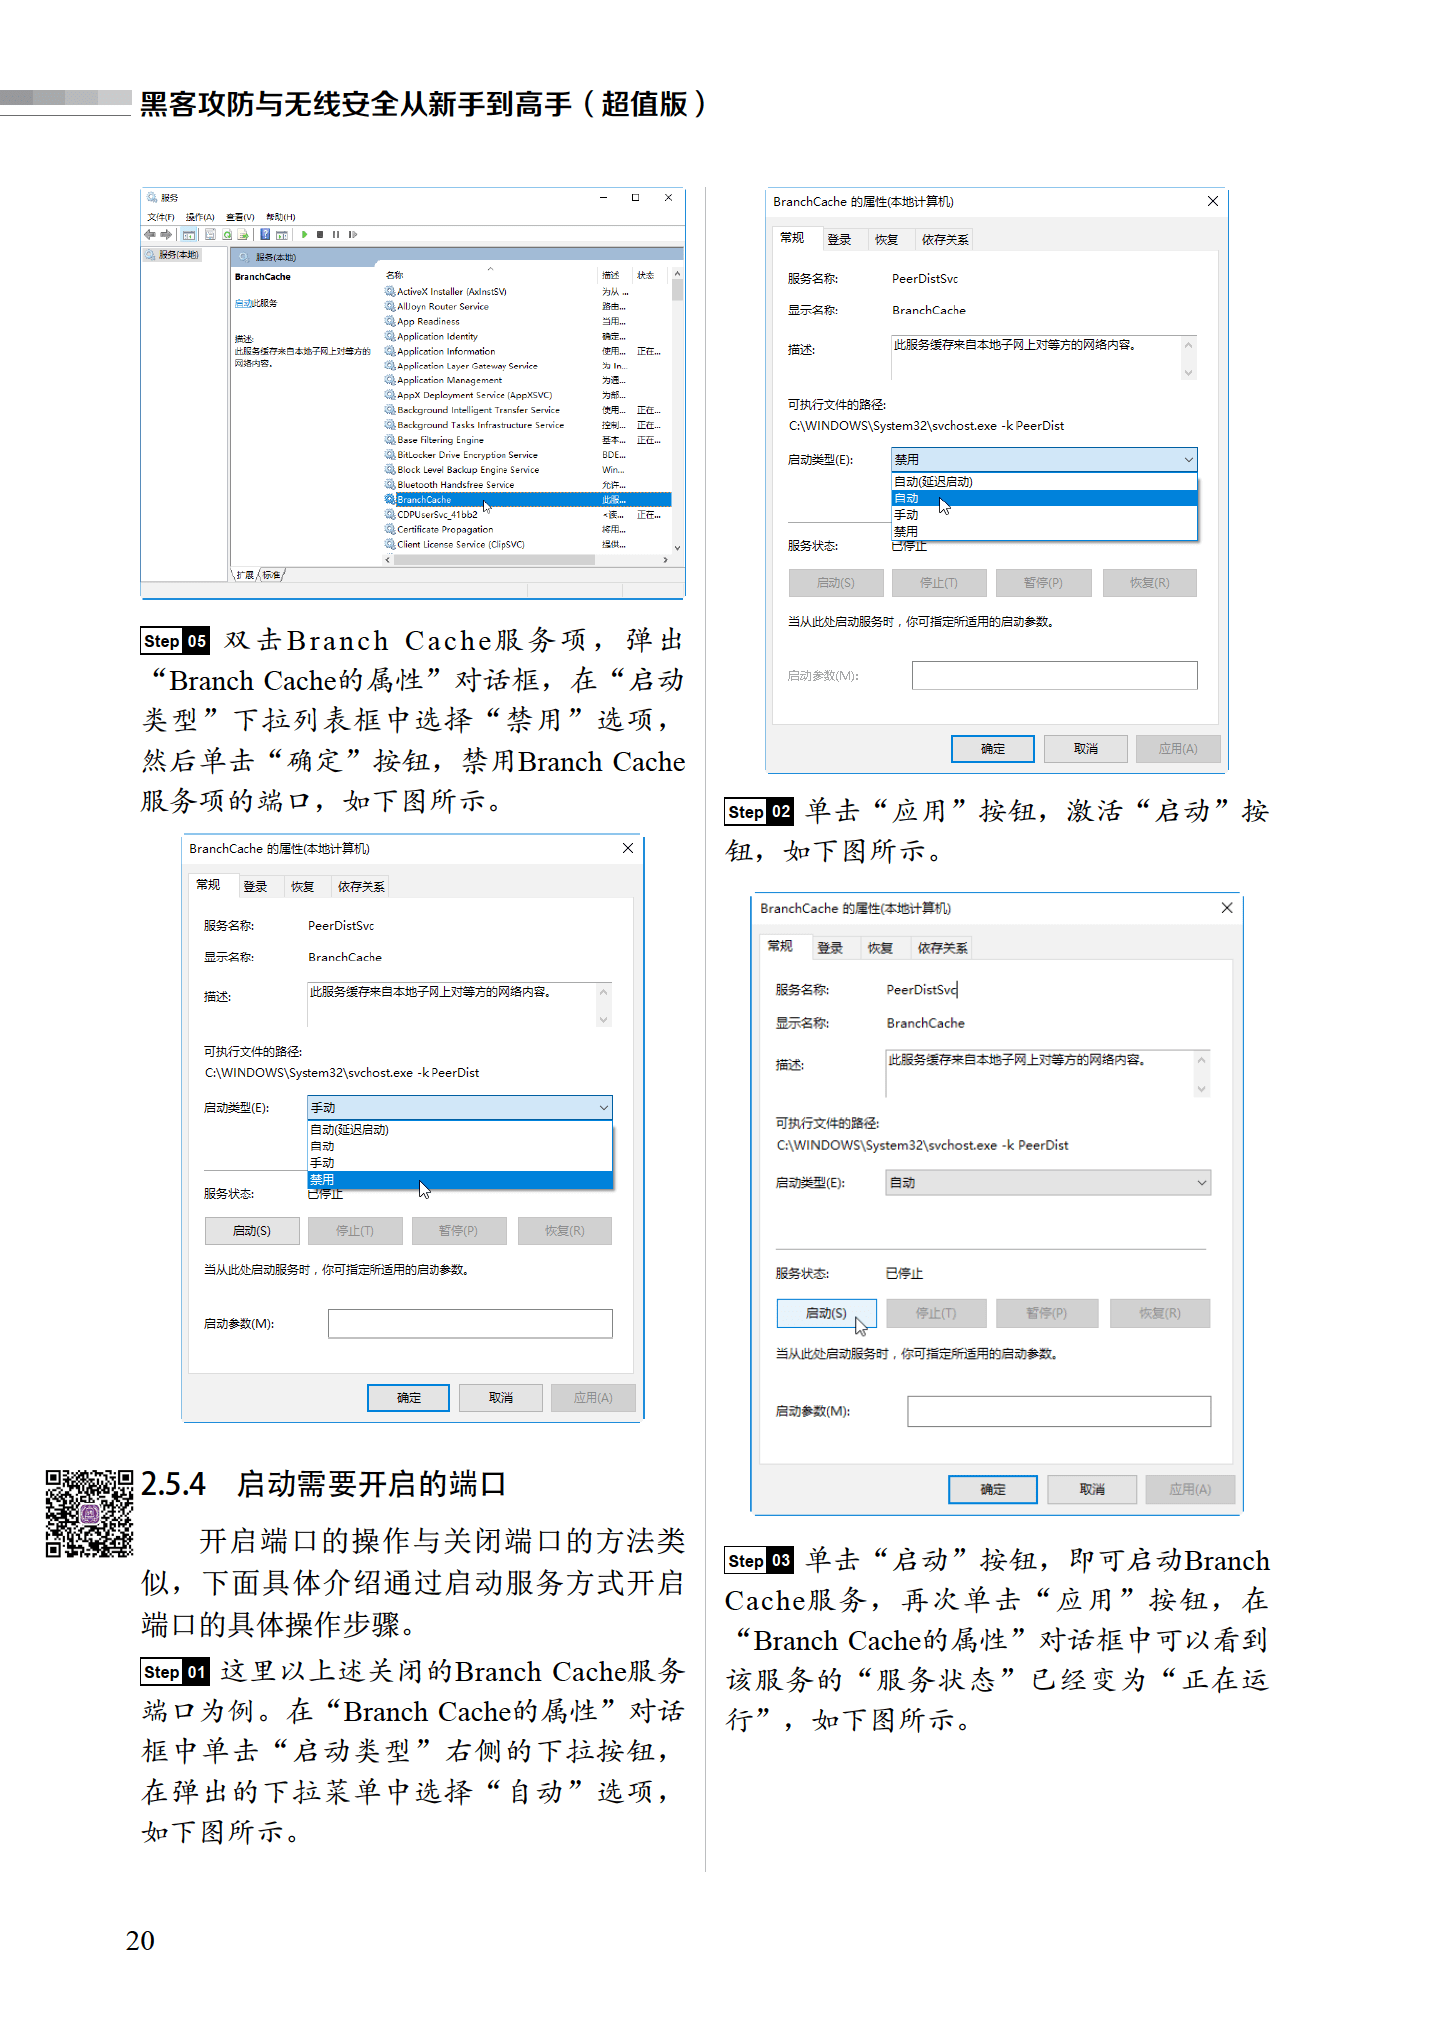 黑客攻防与无线安全从新手到高手（超值版）
服务
文件(F) 操作(A) 查看(V) 帮助(H)
服务(本地)
服务(本地)
BranchCache
启动此服务
描述:
此服务缓存来自本地子网上对等方的
网络内容。
名称 描述 状态
ActiveX Installer (AxInstSV) 为从 ...
AllJoyn Router Service 路由...
App Readiness 当用...
Application Identity 确定...
Application Information 使用... 正在...
Application Layer Gateway Service 为 In...
Application Management 为通...
AppX Deployment Service (AppXSVC) 为部...
Background Intelligent Transfer Service 使用... 正在...
Background Tasks Infrastructure Service 控制... 正在...
Base Filtering Engine 基本... 正在...
BitLocker Drive Encryption Service BDE...
Block Level Backup Engine Service Win...
Bluetooth Handsfree Service 允许...
BranchCache 此服...
CDPUserSvc_41bb2 <读... 正在...
Certificate Propagation 将用...
Client License Service (ClipSVC) 提供...
扩展 标准
Step 05 双击Branch Cache服务项，弹出
“Branch Cache的属性”对话框，在“启动
类型”下拉列表框中选择“禁用”选项，
然后单击“确定”按钮，禁用Branch Cache
服务项的端口，如下图所示。
BranchCache 的属性(本地计算机)
常规 登录 恢复 依存关系
服务名称: PeerDistSvc
显示名称: BranchCache
描述: 此服务缓存来自本地子网上对等方的网络内容。
可执行文件的路径:
C:\WINDOWS\System32\svchost.exe -k PeerDist
启动类型(E): 手动
自动(延迟启动)
自动
手动
禁用
服务状态: 已停止
启动(S) 停止(T) 暂停(P) 恢复(R)
当从此处启动服务时，你可指定所适用的启动参数。
启动参数(M):
确定 取消 应用(A)
2.5.4 启动需要开启的端口
开启端口的操作与关闭端口的方法类
似，下面具体介绍通过启动服务方式开启
端口的具体操作步骤。
Step 01 这里以上述关闭的Branch Cache服务
端口为例。在“Branch Cache的属性”对话
框中单击“启动类型”右侧的下拉按钮，
在弹出的下拉菜单中选择“自动”选项，
如下图所示。
BranchCache 的属性(本地计算机)
常规 登录 恢复 依存关系
服务名称: PeerDistSvc
显示名称: BranchCache
描述: 此服务缓存来自本地子网上对等方的网络内容。
可执行文件的路径:
C:\WINDOWS\System32\svchost.exe -k PeerDist
启动类型(E): 禁用
自动(延迟启动)
自动
手动
禁用
服务状态: 已停止
启动(S) 停止(T) 暂停(P) 恢复(R)
当从此处启动服务时，你可指定所适用的启动参数。
启动参数(M):
确定 取消 应用(A)
Step 02 单击“应用”按钮，激活“启动”按
钮，如下图所示。
BranchCache 的属性(本地计算机)
常规 登录 恢复 依存关系
服务名称: PeerDistSvc
显示名称: BranchCache
描述: 此服务缓存来自本地子网上对等方的网络内容。
可执行文件的路径:
C:\WINDOWS\System32\svchost.exe -k PeerDist
启动类型(E): 自动
服务状态: 已停止
启动(S) 停止(T) 暂停(P) 恢复(R)
当从此处启动服务时，你可指定所适用的启动参数。
启动参数(M):
确定 取消 应用(A)
Step 03 单击“启动”按钮，即可启动Branch
Cache服务，再次单击“应用”按钮，在
“Branch Cache的属性”对话框中可以看到
该服务的“服务状态”已经变为“正在运
行”，如下图所示。
20